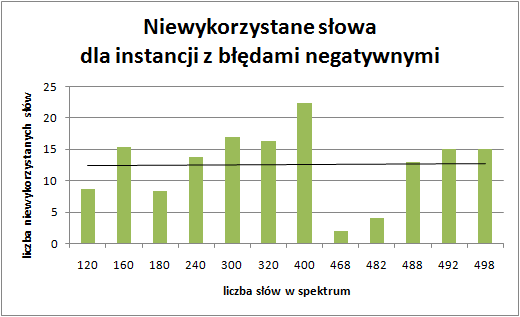 Niewykorzystane słowa
dla instancji z błędami negatywnymi
liczba niewykorzystanych słów
25
20
15
10
5
0
120 160 180 240 300 320 400 468 482 488 492 498
liczba słów w spektrum